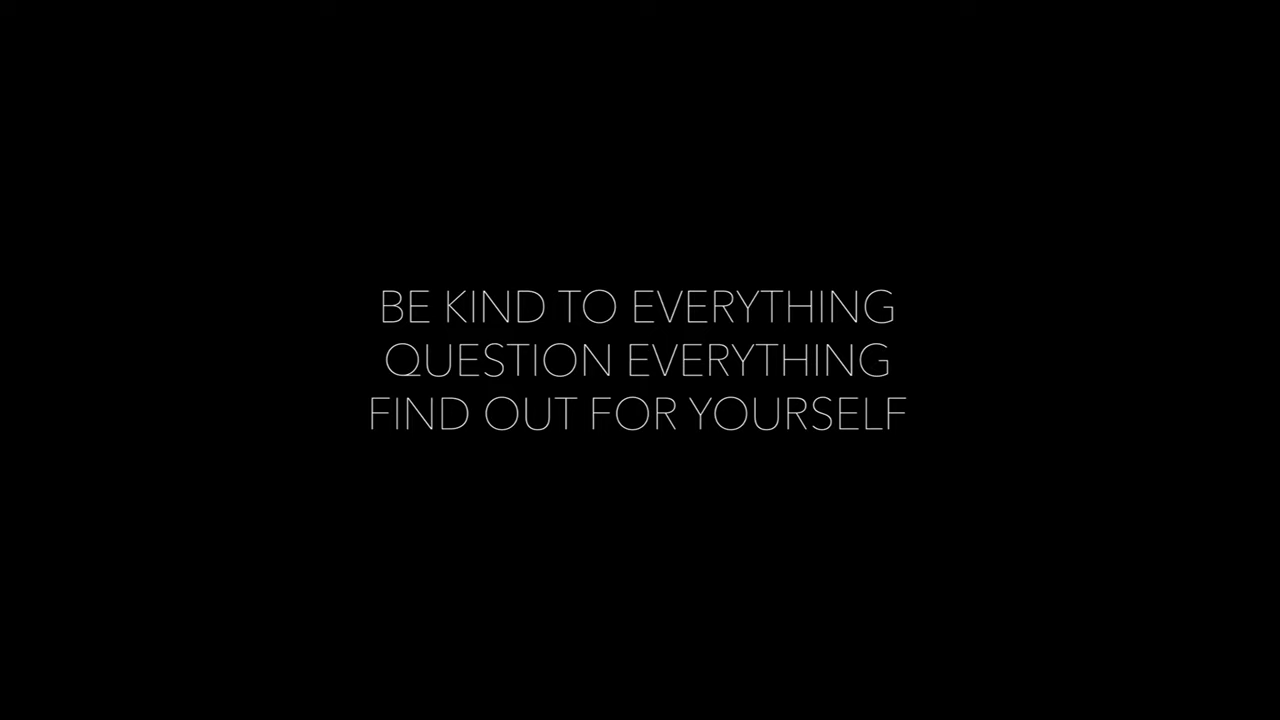 BE KIND TO EVERYTHING
QUESTION EVERYTHING
FIND OUT FOR YOURSELF